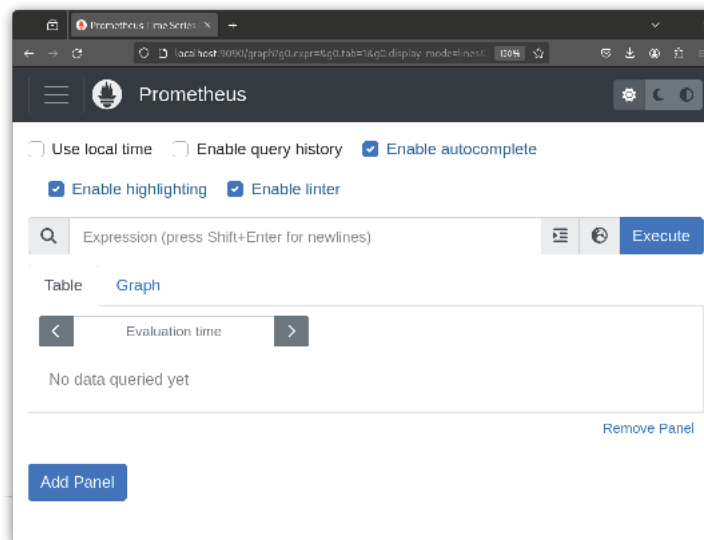 Prometheus Time Series
localhost:9090/graph?g0.expr=&g0.tab=1&g0.display_mode=lines& 130%
Prometheus
Use local time Enable query history Enable autocomplete
Enable highlighting Enable linter
Expression (press Shift+Enter for newlines) Execute
Table Graph
Evaluation time
No data queried yet
Remove Panel
Add Panel